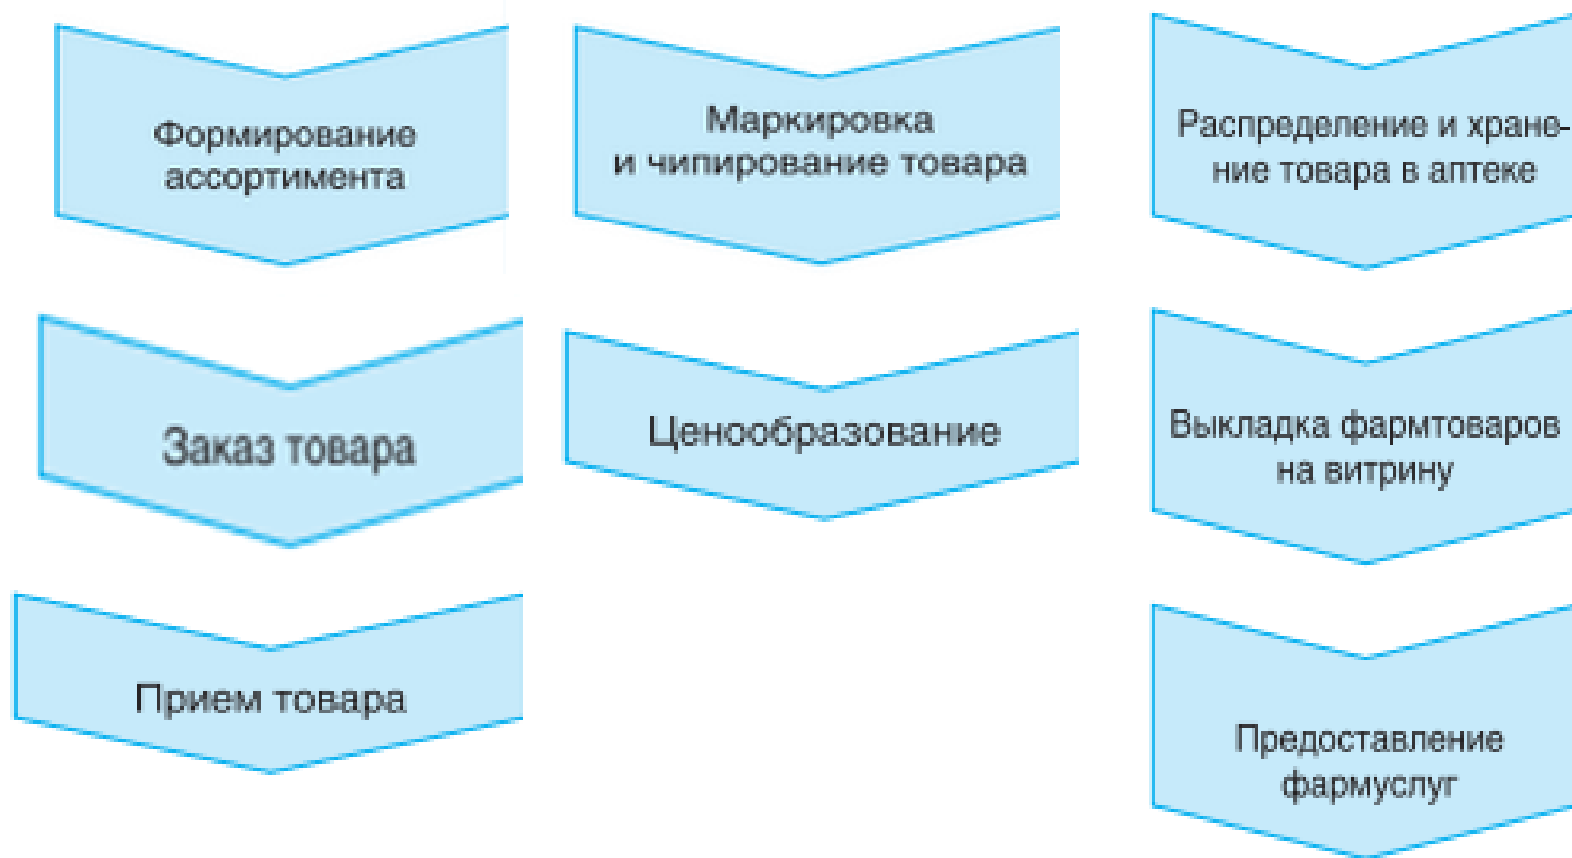 Формирование
ассортимента
Заказ товара
Прием товара
Маркировка
и чипирование товара
Ценообразование
Распределение и хране-
ние товара в аптеке
Выкладка фармтоваров
на витрину
Предоставление
фармуслуг